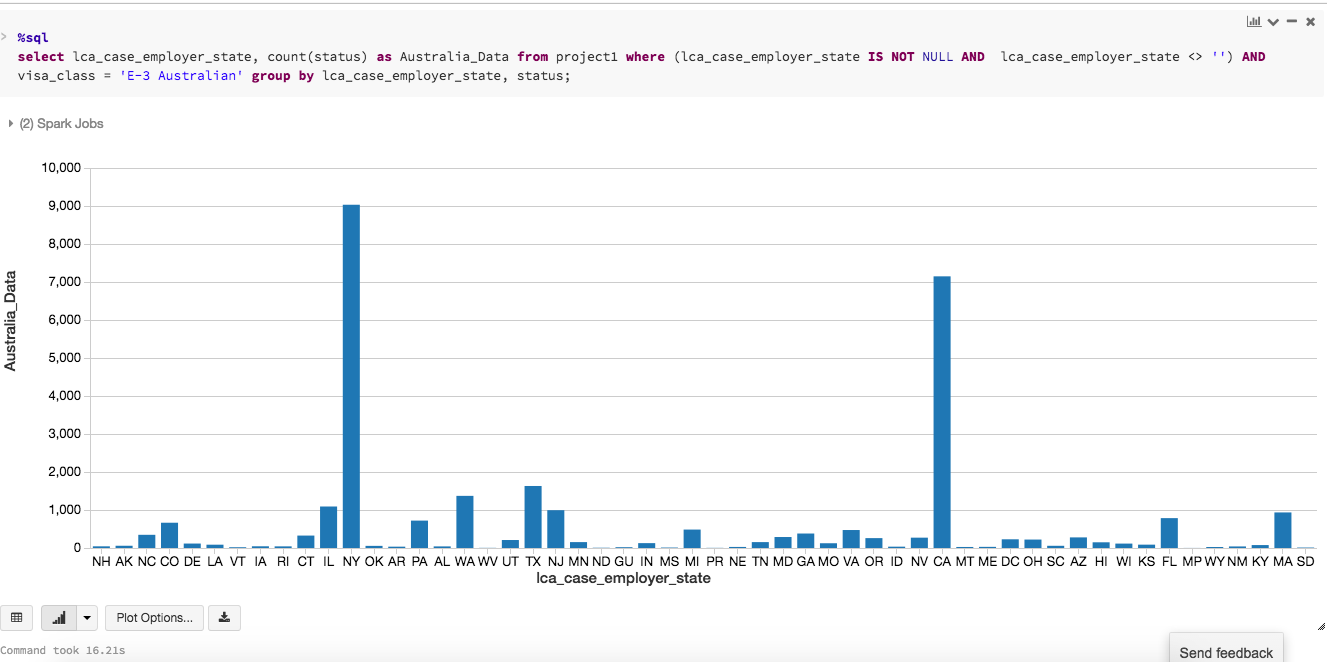 %sql
select lca_case_employer_state, count(status) as Australia_Data from project1 where (lca_case_employer_state IS NOT NULL AND  lca_case_employer_state <> '') AND
visa_class = 'E-3 Australian' group by lca_case_employer_state, status;
(2) Spark Jobs
10,000
9,000
8,000
7,000
6,000
5,000
4,000
3,000
2,000
1,000
0
Australia_Data
NH AK NC CO DE LA VT IA RI CT IL NY OK AR PA AL WA WV UT TX NJ MN ND GU IN MS MI PR NE TN MD GA MO VA OR ID NV CA MT ME DC OH SC AZ HI WI KS FL MP WY NM KY MA SD
lca_case_employer_state
Plot Options...
Command took 16.21s
Send feedback